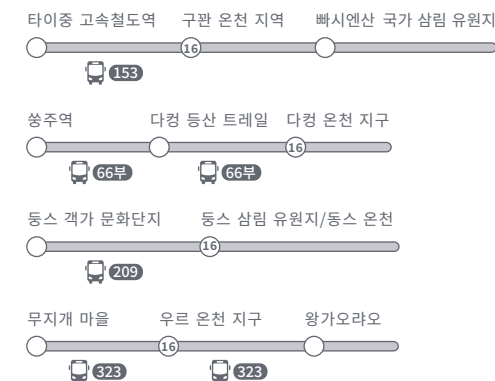 타이중 고속철도역 구관 온천 지역 빠시엔산 국가 삼림 유원지
16
153
쑹주역 다컹 등산 트레일 다컹 온천 지구
16
66부 66부
둥스 객가 문화단지 둥스 삼림 유원지/동스 온천
16
209
무지개 마을 우르 온천 지구 왕가오랴오
16
323 323